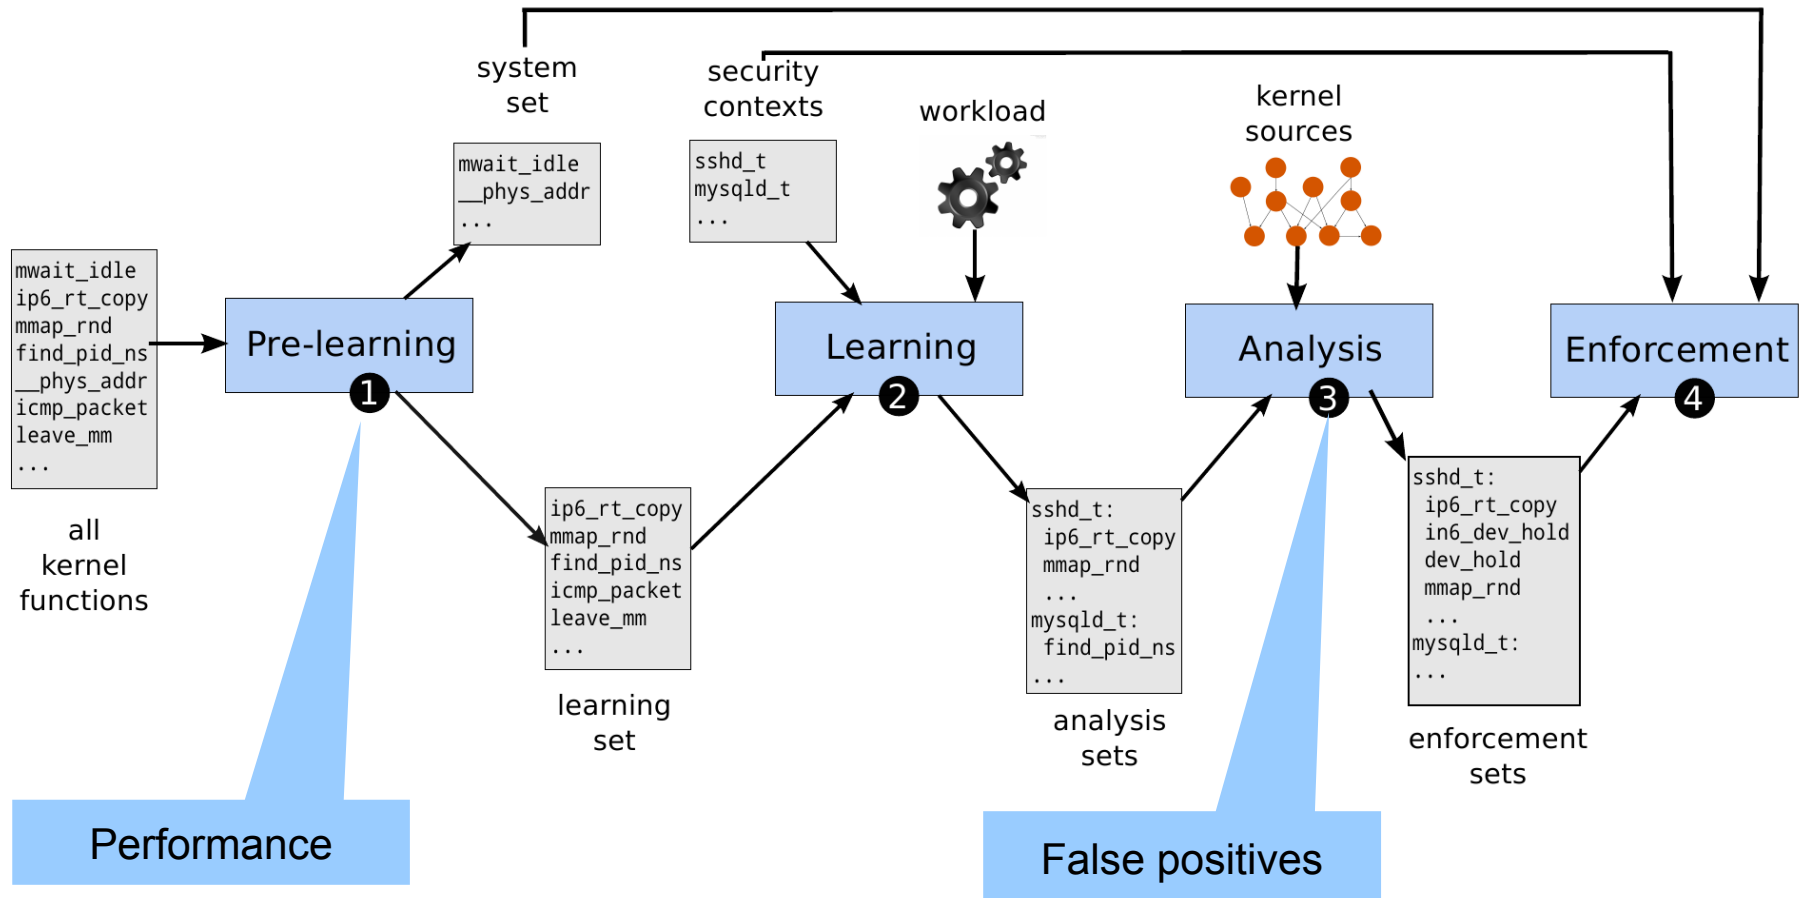 system
set
mwait_idle
__phys_addr
...
security
contexts
sshd_t
mysqld_t
...
workload
kernel
sources
mwait_idle
ip6_rt_copy
mmap_rnd
find_pid_ns
__phys_addr
icmp_packet
leave_mm
...
all
kernel
functions
Pre-learning
1
Learning
2
Analysis
3
Enforcement
4
ip6_rt_copy
mmap_rnd
find_pid_ns
icmp_packet
leave_mm
...
learning
set
sshd_t:
ip6_rt_copy
mmap_rnd
...
mysqld_t:
find_pid_ns
...
analysis
sets
sshd_t:
ip6_rt_copy
in6_dev_hold
dev_hold
mmap_rnd
...
mysqld_t:
...
enforcement
sets
Performance
False positives